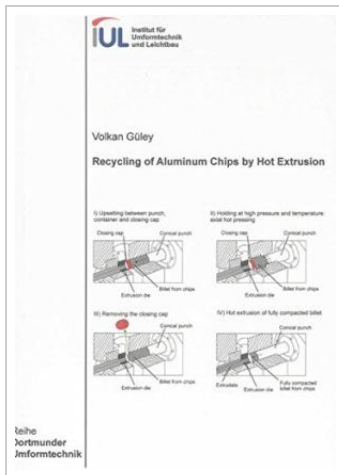 IUL
Institut für
Umformtechnik
und Leichtbau
Volkan Güley
Recycling of Aluminum Chips by Hot Extrusion
I) Upsetting between punch,
container and closing cap
Closing cap
Conical punch
Extrusion die
Billet from chips
II) Holding at high pressure and temperature:
axial hot pressing
Closing cap
Conical punch
Extrusion die
Billet from chips
III) Removing the closing cap
Conical punch
Extrusion die
Billet from chips
IV) Hot extrusion of fully compacted billet
Conical punch
Extrudate
Extrusion die
Fully compacted
billet from chips
Reihe
Dortmunder
Umformtechnik